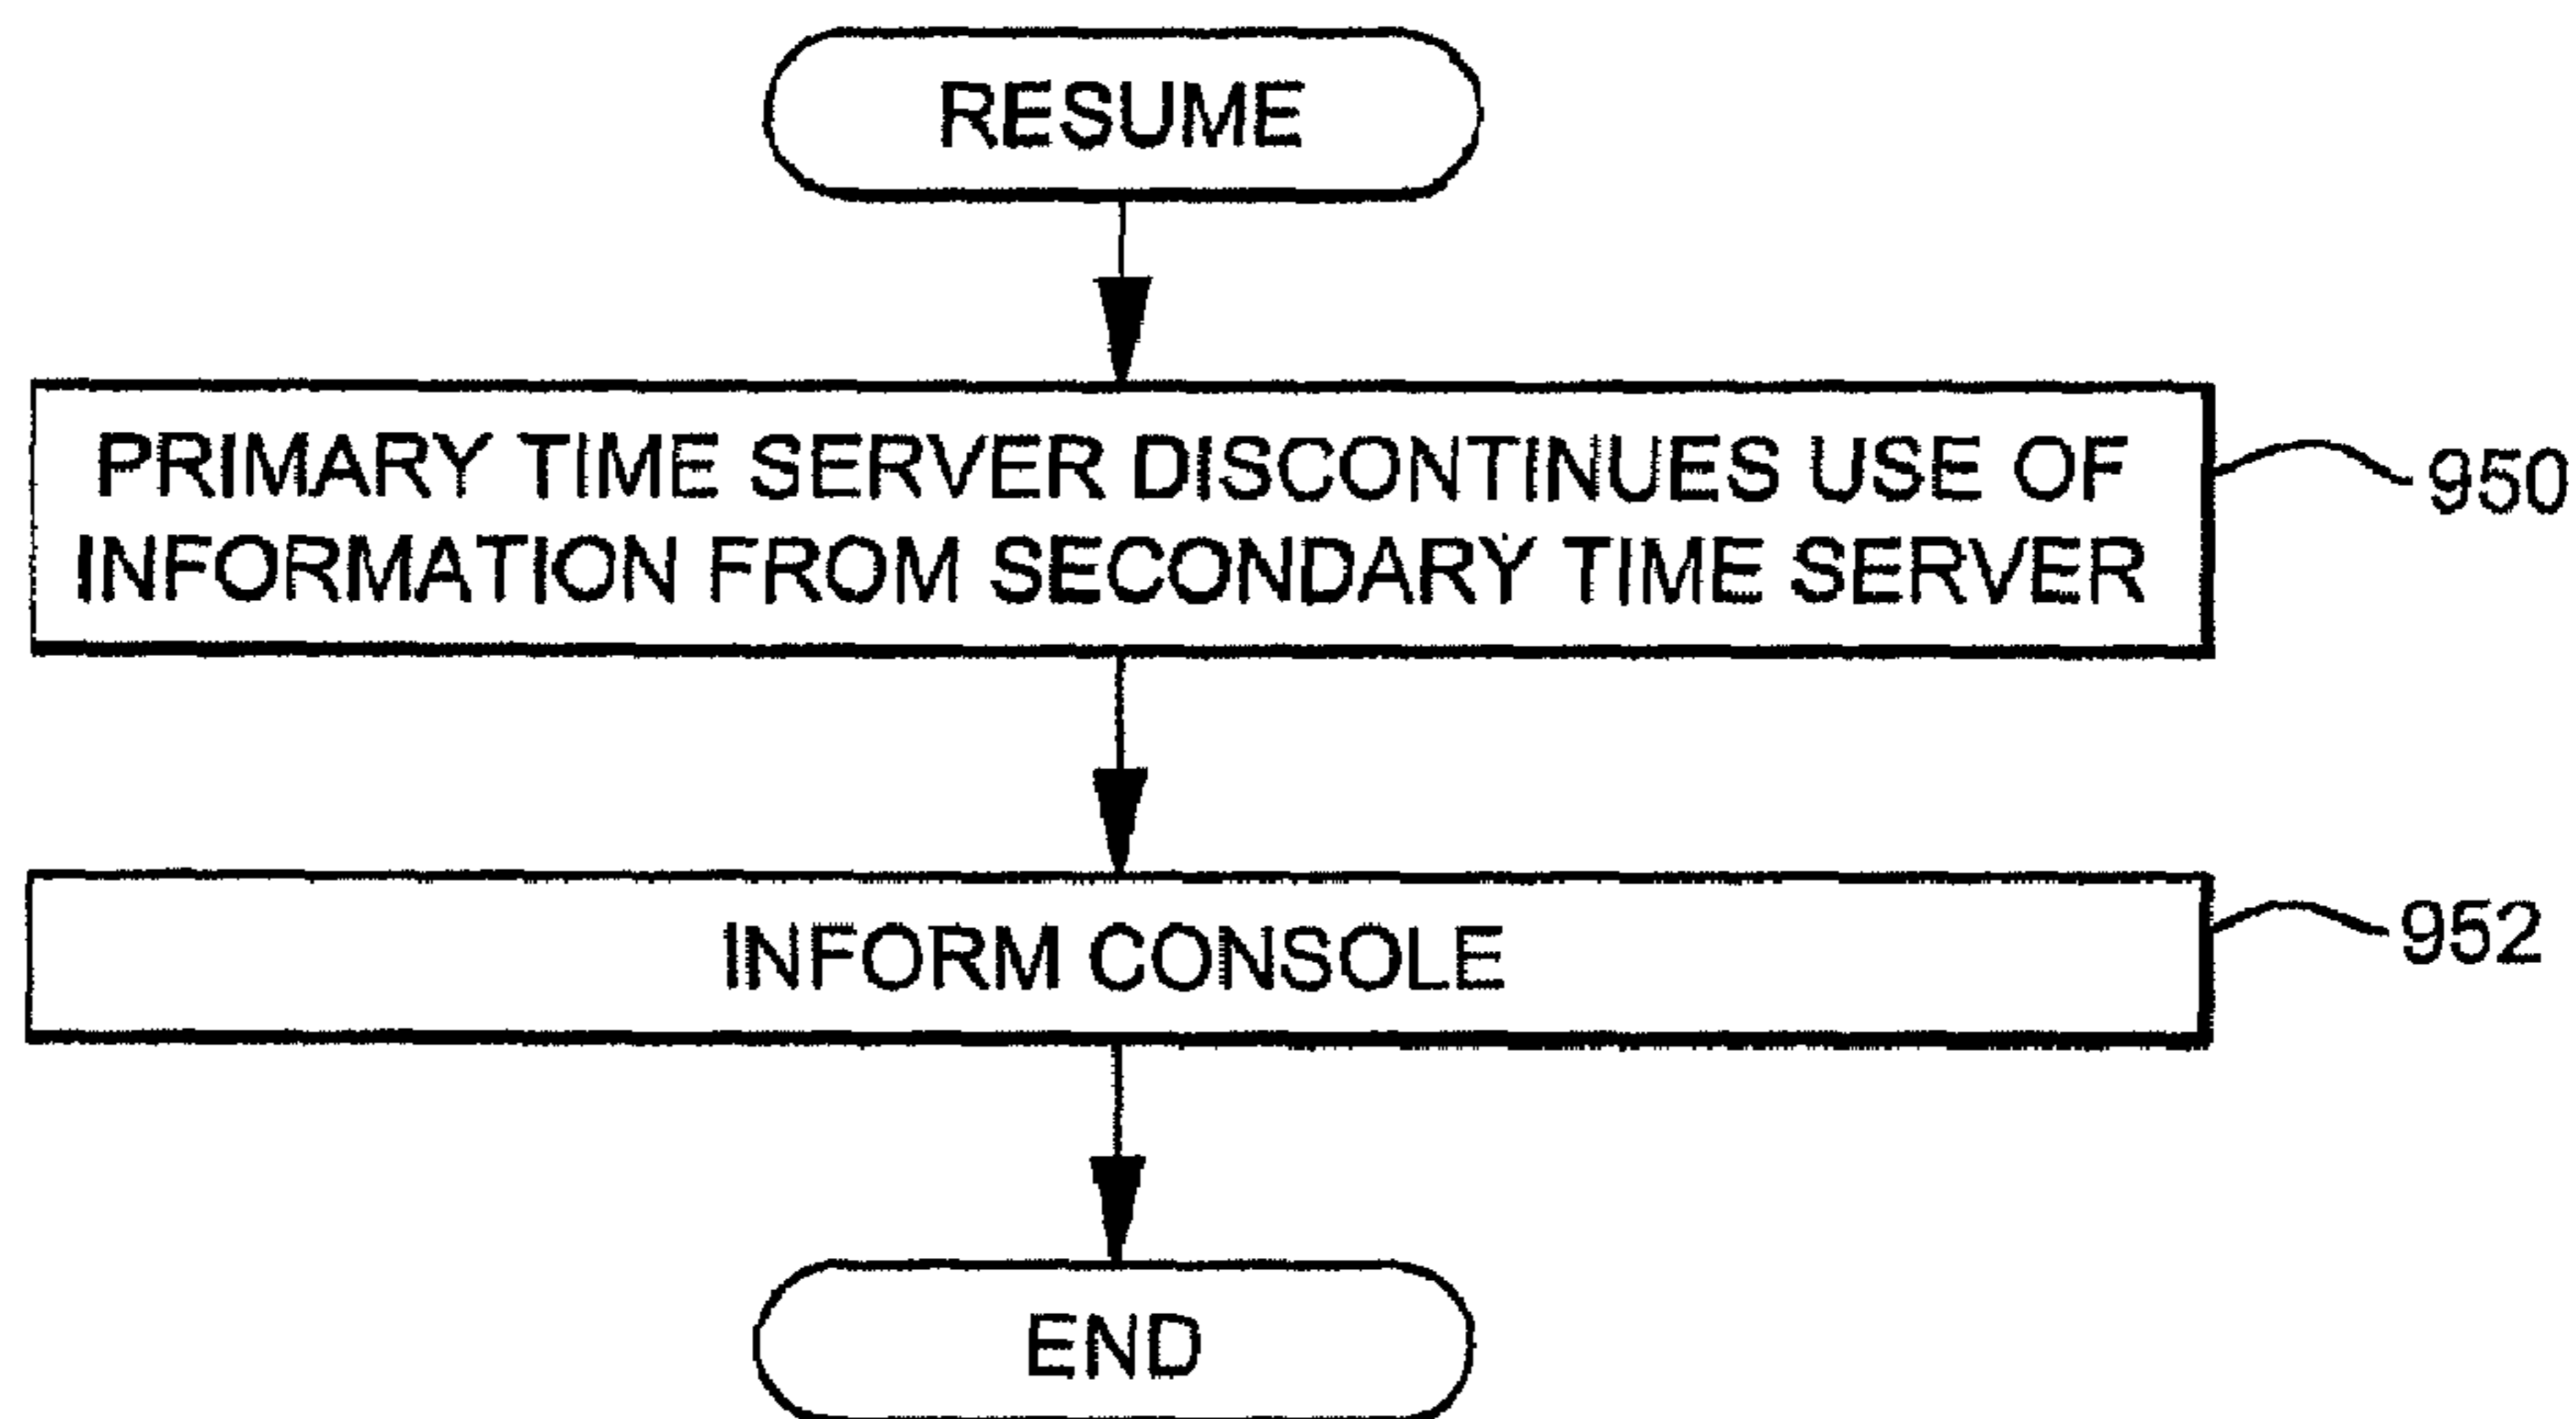 RESUME
PRIMARY TIME SERVER DISCONTINUES USE OF
INFORMATION FROM SECONDARY TIME SERVER
950
INFORM CONSOLE
952
END